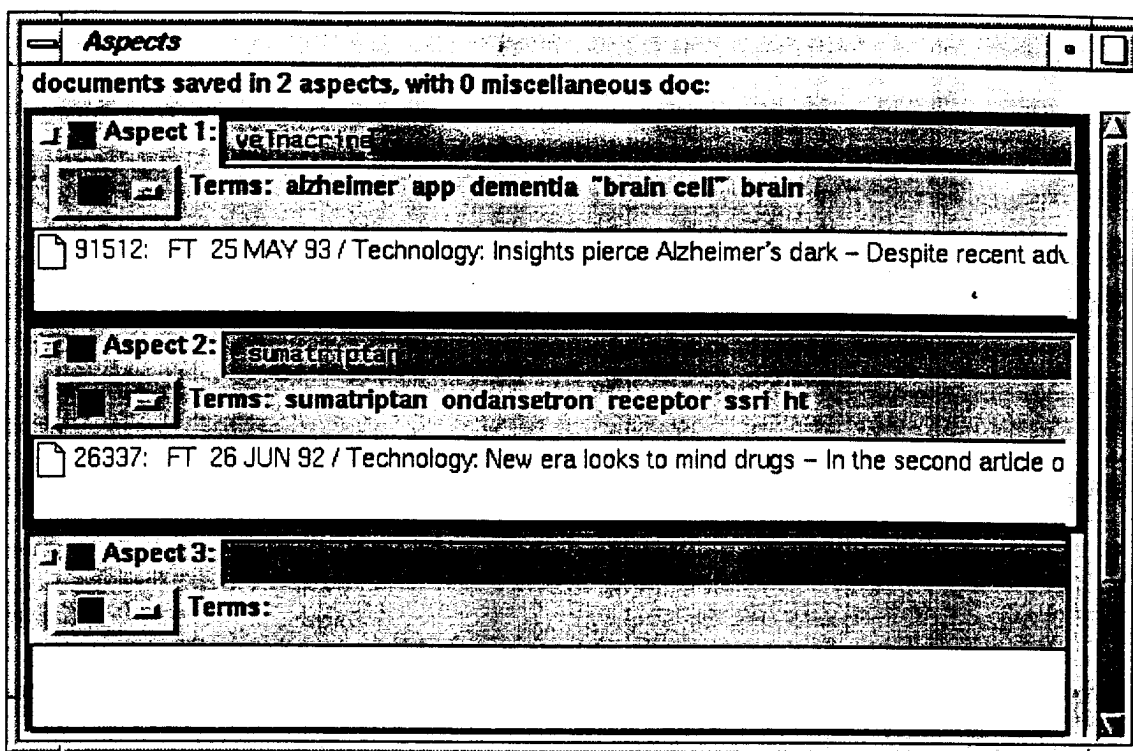 Aspects
documents saved in 2 aspects, with 0 miscellaneous doc:
Aspect 1: velnacrine
Terms: alzheimer app dementia "brain cell" brain
91512: FT 25 MAY 93 / Technology: Insights pierce Alzheimer's dark – Despite recent adv
Aspect 2: sumatriptan
Terms: sumatriptan ondansetron receptor ssri ht
26337: FT 26 JUN 92 / Technology: New era looks to mind drugs – In the second article o
Aspect 3:
Terms: